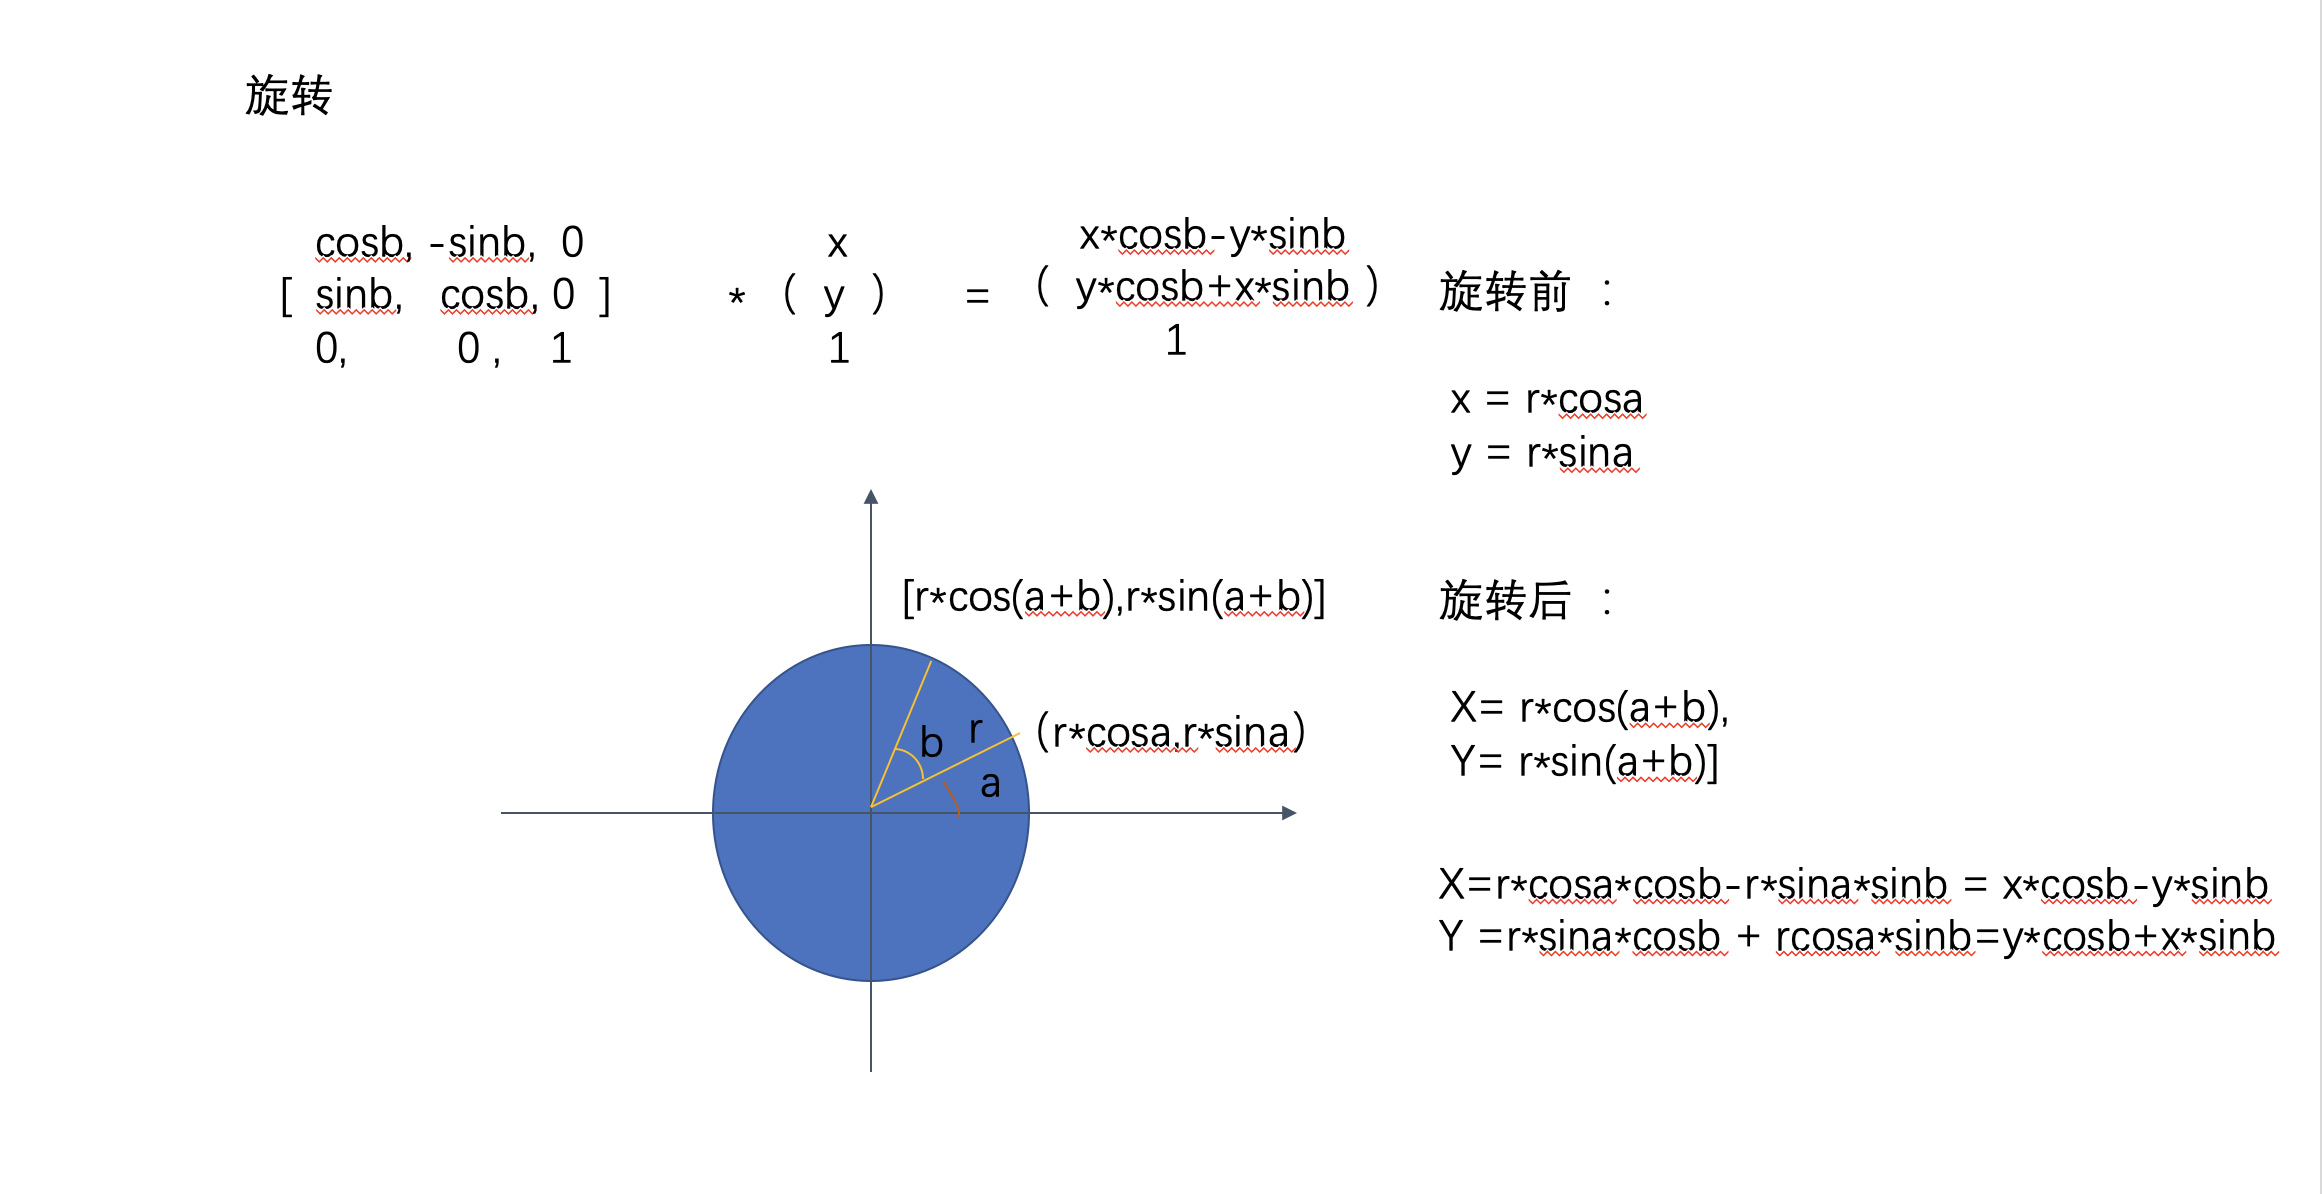 旋转
cosb, -sinb, 0
[ sinb, cosb, 0 ]
0, 0 , 1
*
x
( y )
1
=
x*cosb-y*sinb
( y*cosb+x*sinb )
1
旋转前 :
x = r*cosa
y = r*sina
[r*cos(a+b),r*sin(a+b)]
(r*cosa,r*sina)
b
r
a
旋转后 :
X= r*cos(a+b),
Y= r*sin(a+b)]
X=r*cosa*cosb-r*sina*sinb = x*cosb-y*sinb
Y =r*sina*cosb + rcosa*sinb=y*cosb+x*sinb